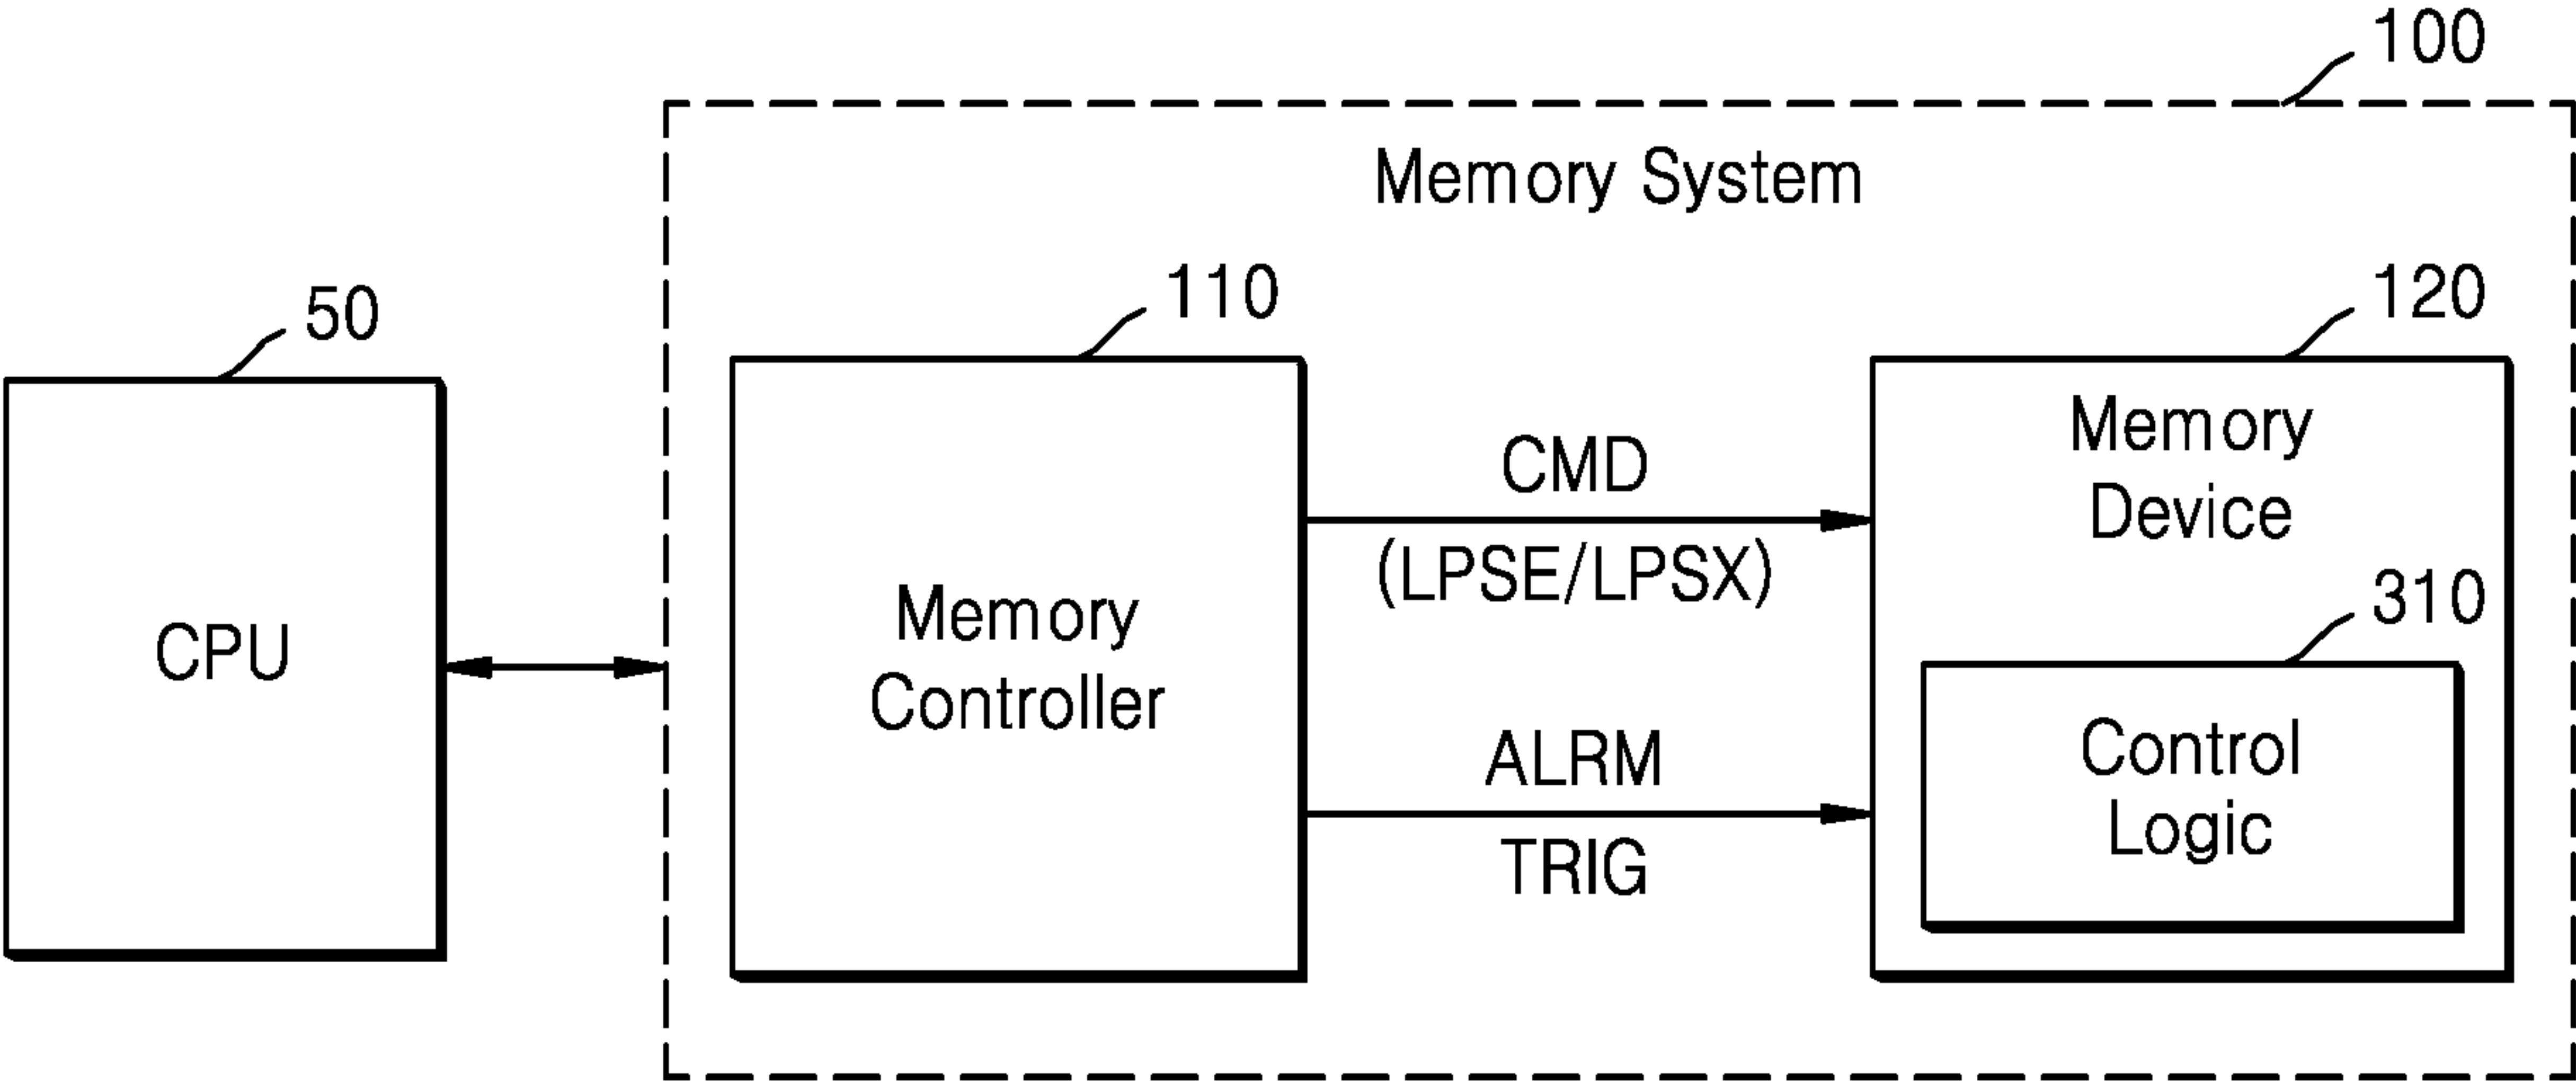 100
Memory System
50
CPU
110
Memory
Controller
CMD
(LPSE/LPSX)
ALRM
TRIG
120
Memory
Device
310
Control
Logic